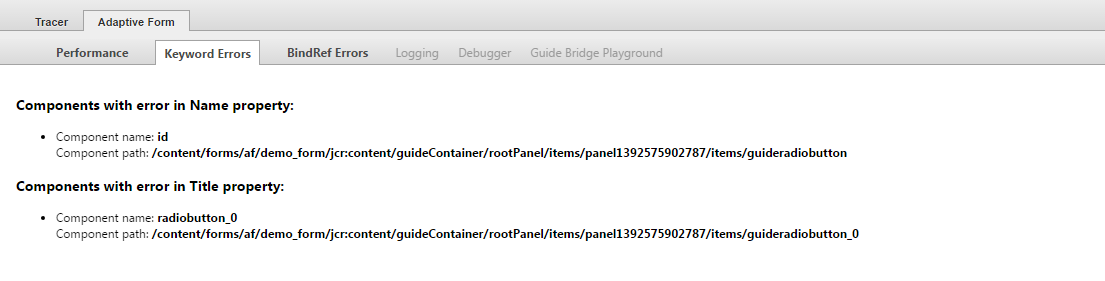 Tracer Adaptive Form
Performance Keyword Errors BindRef Errors Logging Debugger Guide Bridge Playground
Components with error in Name property:
• Component name: id
Component path: /content/forms/af/demo_form/jcr:content/guideContainer/rootPanel/items/panel1392575902787/items/guideradiobutton
Components with error in Title property:
• Component name: radiobutton_0
Component path: /content/forms/af/demo_form/jcr:content/guideContainer/rootPanel/items/panel1392575902787/items/guideradiobutton_0